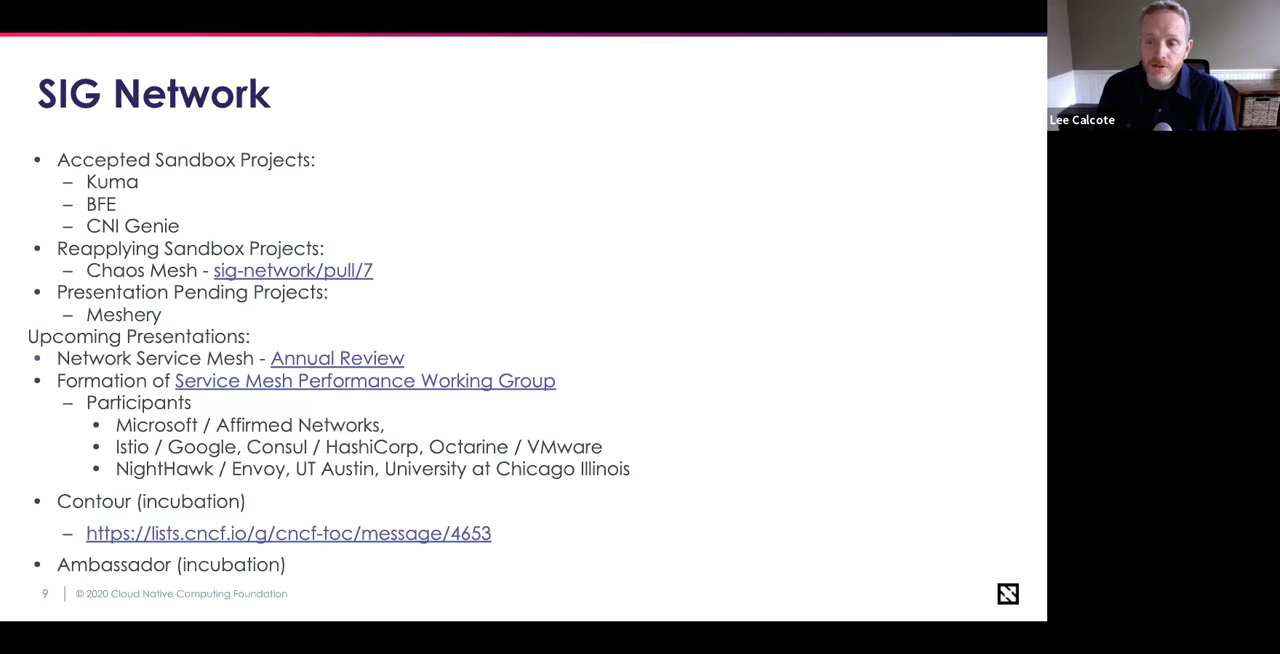 SIG Network
• Accepted Sandbox Projects:
– Kuma
– BFE
– CNI Genie
• Reapplying Sandbox Projects:
– Chaos Mesh - sig-network/pull/7
• Presentation Pending Projects:
– Meshery
Upcoming Presentations:
• Network Service Mesh - Annual Review
• Formation of Service Mesh Performance Working Group
– Participants
• Microsoft / Affirmed Networks,
• Istio / Google, Consul / HashiCorp, Octarine / VMware
• NightHawk / Envoy, UT Austin, University at Chicago Illinois
• Contour (incubation)
– https://lists.cncf.io/g/cncf-toc/message/4653
• Ambassador (incubation)
9 | © 2020 Cloud Native Computing Foundation
Lee Calcote